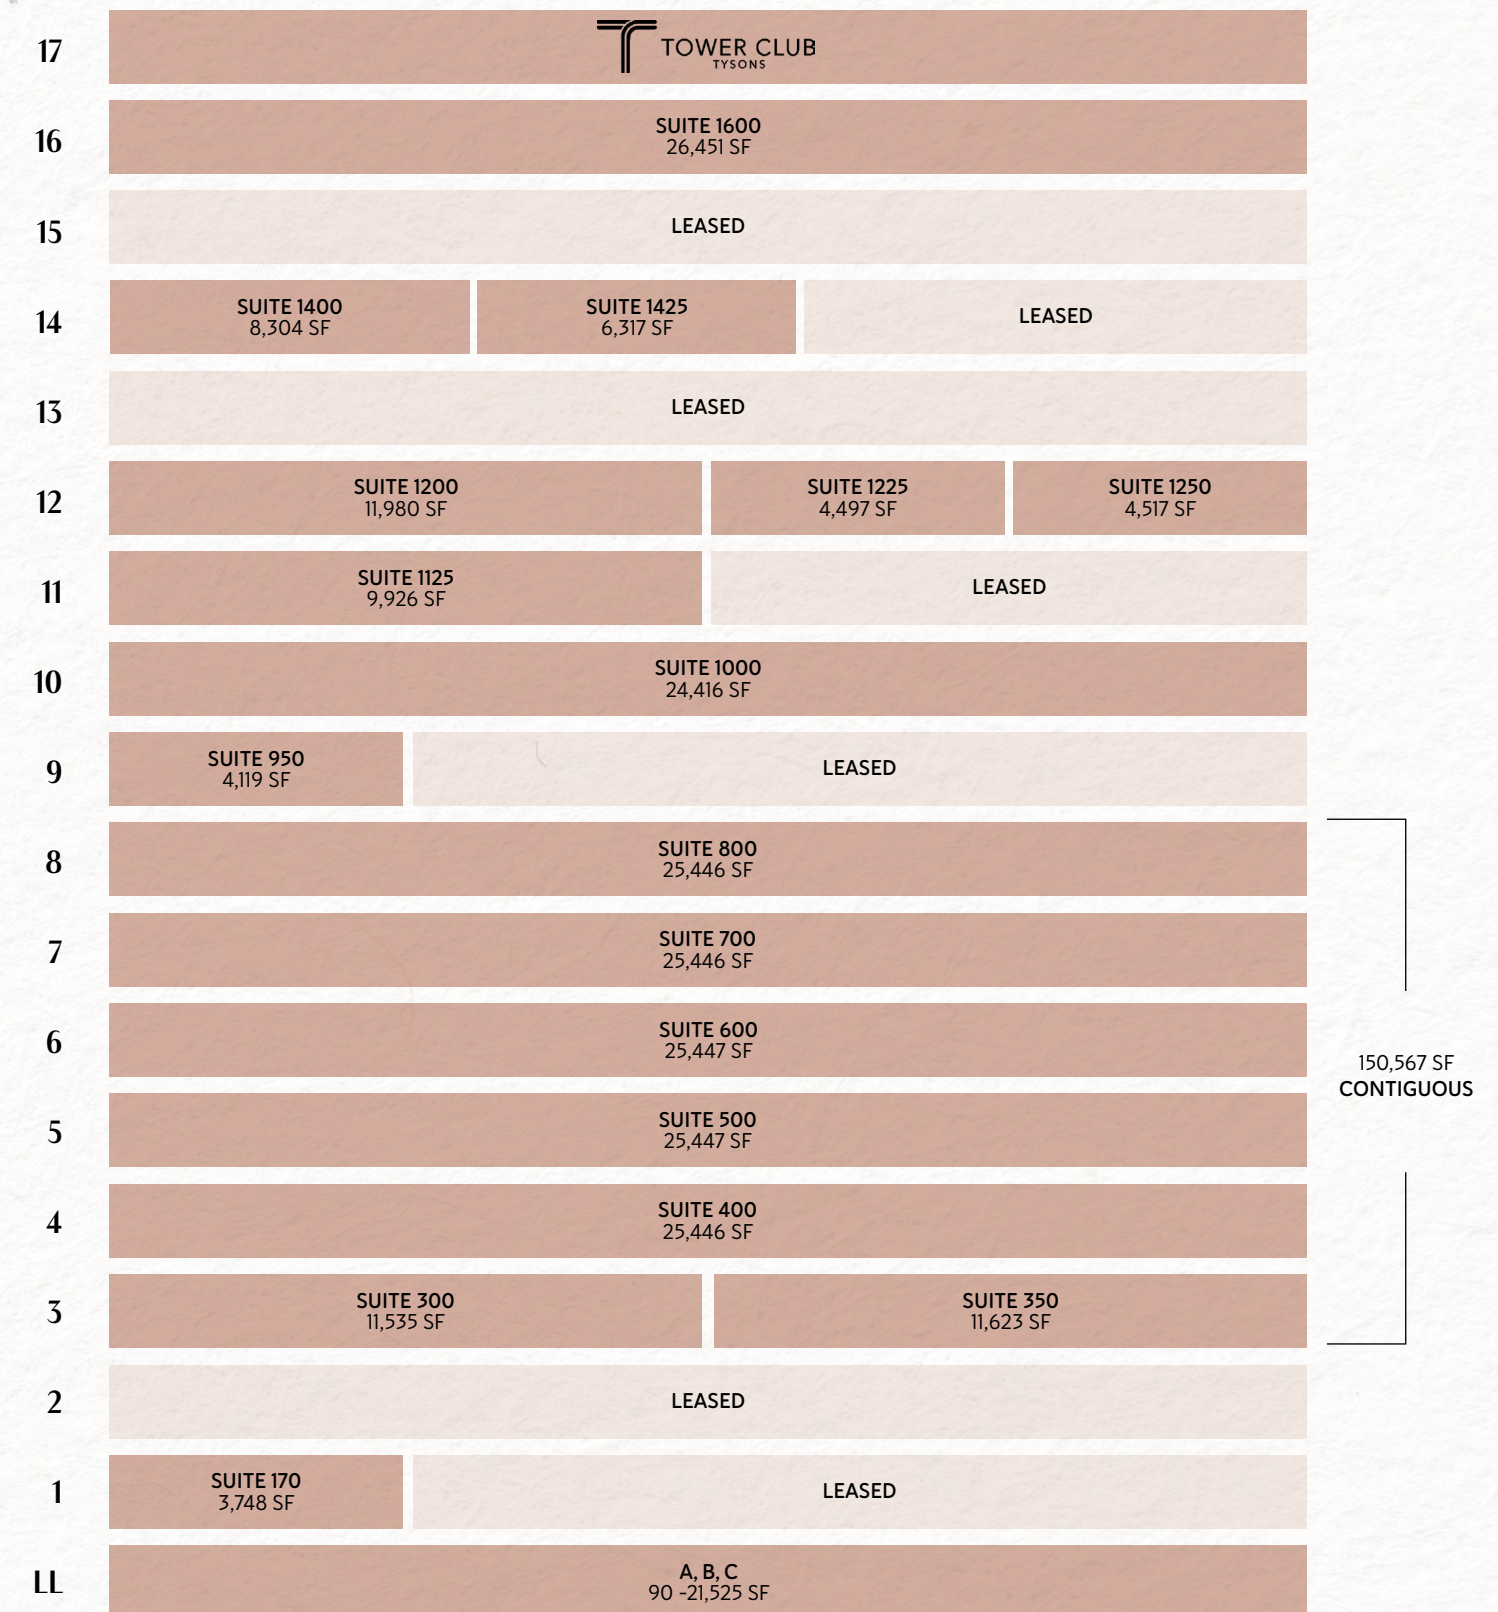 17
TOWER CLUB
TYSONS
16
SUITE 1600
26,451 SF
15
LEASED
14
SUITE 1400
8,304 SF
SUITE 1425
6,317 SF
LEASED
13
LEASED
12
SUITE 1200
11,980 SF
SUITE 1225
4,497 SF
SUITE 1250
4,517 SF
11
SUITE 1125
9,926 SF
LEASED
10
SUITE 1000
24,416 SF
9
SUITE 950
4,119 SF
LEASED
8
SUITE 800
25,446 SF
7
SUITE 700
25,446 SF
6
SUITE 600
25,447 SF
150,567 SF
CONTIGUOUS
5
SUITE 500
25,447 SF
4
SUITE 400
25,446 SF
3
SUITE 300
11,535 SF
SUITE 350
11,623 SF
2
LEASED
1
SUITE 170
3,748 SF
LEASED
LL
A, B, C
90 -21,525 SF